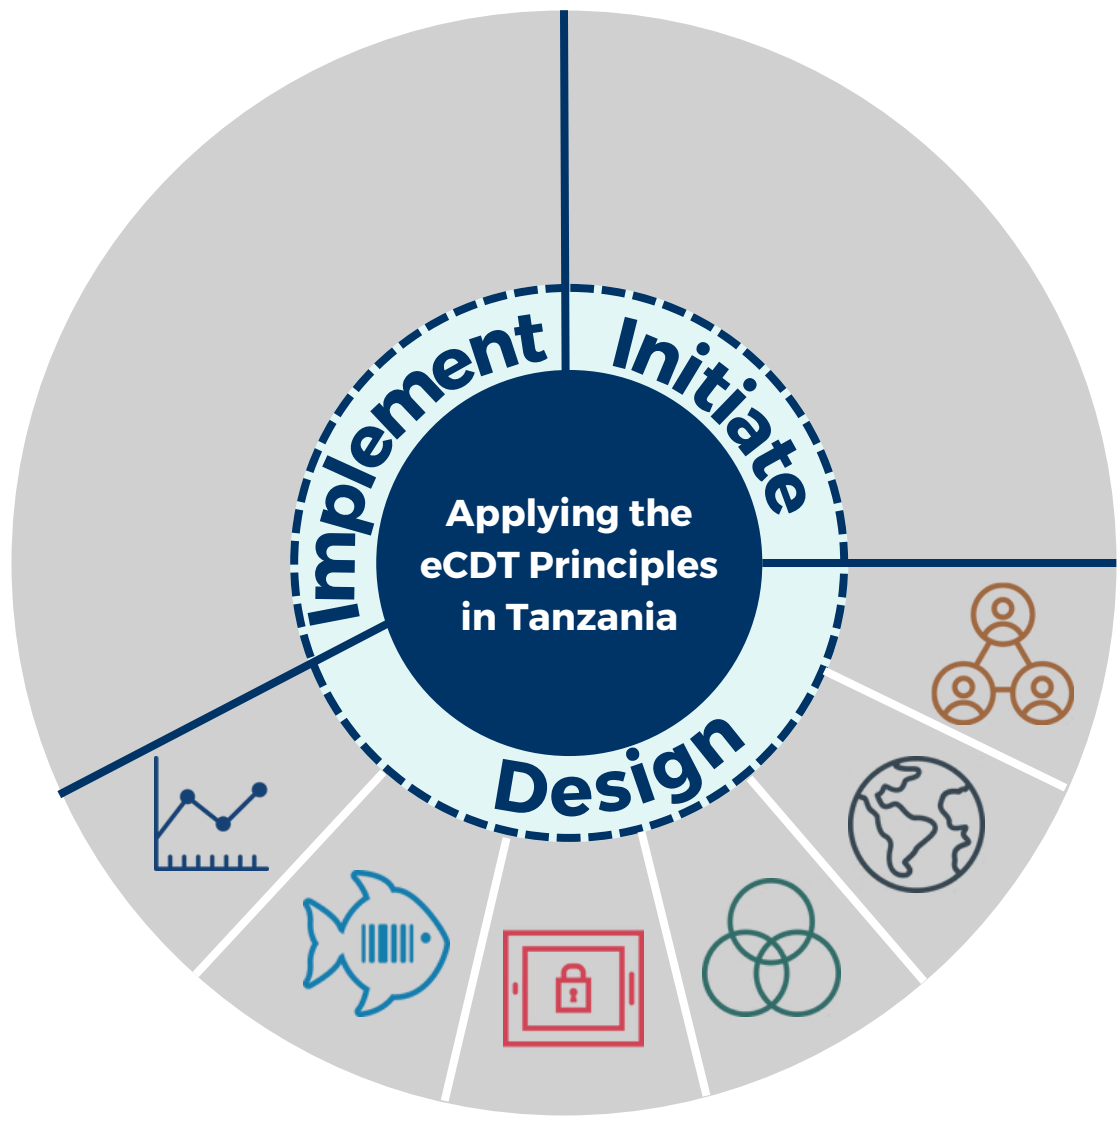 Implement
Initiate
Applying the
eCDT Principles
in Tanzania
Design